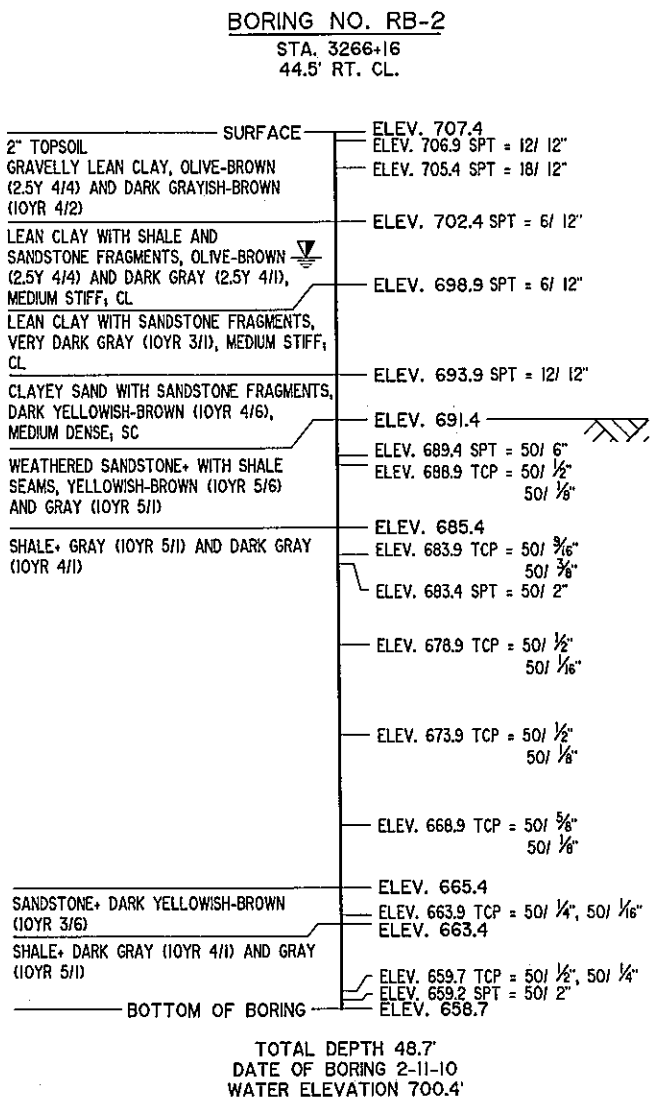 BORING NO. RB-2
STA. 3266+16
44.5' RT. CL.
SURFACE
ELEV. 707.4
2" TOPSOIL
ELEV. 706.9 SPT = 12/ 12"
GRAVELLY LEAN CLAY, OLIVE-BROWN
ELEV. 705.4 SPT = 18/ 12"
(2.5Y 4/4) AND DARK GRAYISH-BROWN
(10YR 4/2)
ELEV. 702.4 SPT = 6/ 12"
LEAN CLAY WITH SHALE AND
SANDSTONE FRAGMENTS, OLIVE-BROWN
(2.5Y 4/4) AND DARK GRAY (2.5Y 4/1),
MEDIUM STIFF; CL
ELEV. 698.9 SPT = 6/ 12"
LEAN CLAY WITH SANDSTONE FRAGMENTS,
VERY DARK GRAY (10YR 3/1), MEDIUM STIFF;
CL
ELEV. 693.9 SPT = 12/ 12"
CLAYEY SAND WITH SANDSTONE FRAGMENTS,
DARK YELLOWISH-BROWN (10YR 4/6),
MEDIUM DENSE; SC
ELEV. 691.4
ELEV. 689.4 SPT = 50/ 6"
WEATHERED SANDSTONE+ WITH SHALE
SEAMS, YELLOWISH-BROWN (10YR 5/6)
AND GRAY (10YR 5/1)
ELEV. 688.9 TCP = 50/ 1/2"
50/ 1/8"
ELEV. 685.4
SHALE+ GRAY (10YR 5/1) AND DARK GRAY
(10YR 4/1)
ELEV. 683.9 TCP = 50/ 9/16"
50/ 3/8"
ELEV. 683.4 SPT = 50/ 2"
ELEV. 678.9 TCP = 50/ 1/2"
50/ 1/16"
ELEV. 673.9 TCP = 50/ 1/2"
50/ 1/8"
ELEV. 668.9 TCP = 50/ 5/8"
50/ 1/8"
ELEV. 665.4
SANDSTONE+ DARK YELLOWISH-BROWN
(10YR 3/6)
ELEV. 663.9 TCP = 50/ 1/4", 50/ 1/16"
ELEV. 663.4
SHALE+ DARK GRAY (10YR 4/1) AND GRAY
(10YR 5/1)
ELEV. 659.7 TCP = 50/ 1/2", 50/ 1/4"
ELEV. 659.2 SPT = 50/ 2"
BOTTOM OF BORING
ELEV. 658.7
TOTAL DEPTH 48.7'
DATE OF BORING 2-11-10
WATER ELEVATION 700.4'